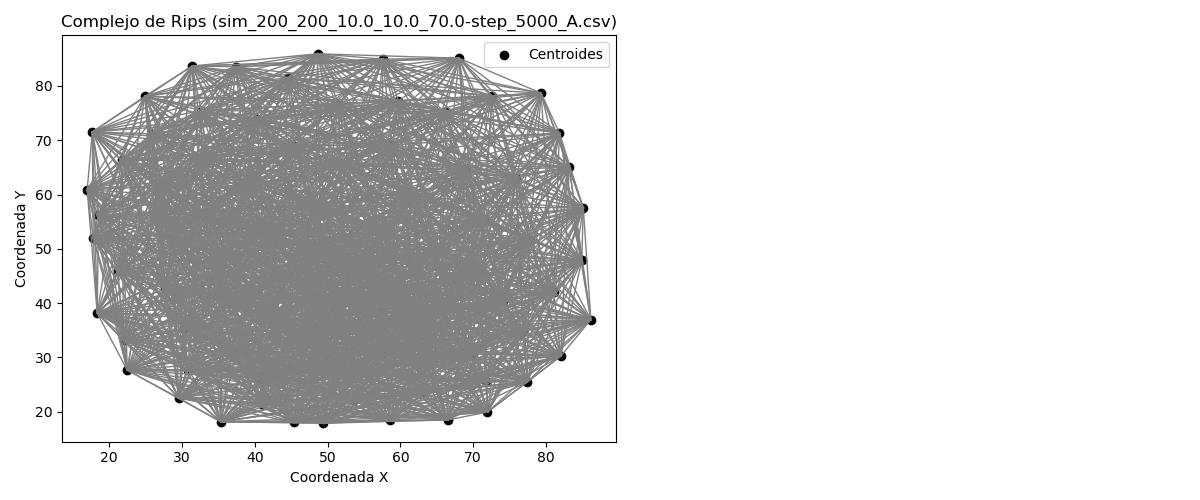 Complejo de Rips (sim_200_200_10.0_10.0_70.0-step_5000_A.csv)
Centroides
80
70
60
50
40
30
20
Coordenada Y
20 30 40 50 60 70 80
Coordenada X